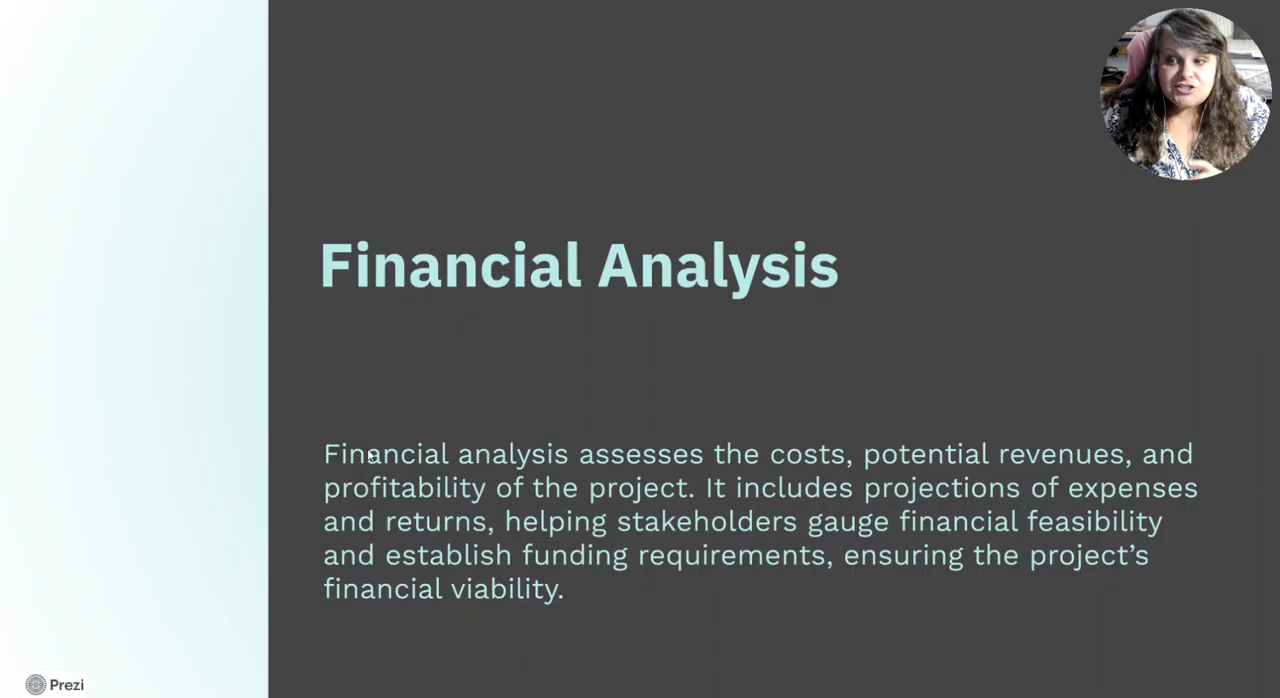 Financial Analysis
Financial analysis assesses the costs, potential revenues, and
profitability of the project. It includes projections of expenses
and returns, helping stakeholders gauge financial feasibility
and establish funding requirements, ensuring the project’s
financial viability.
Prezi